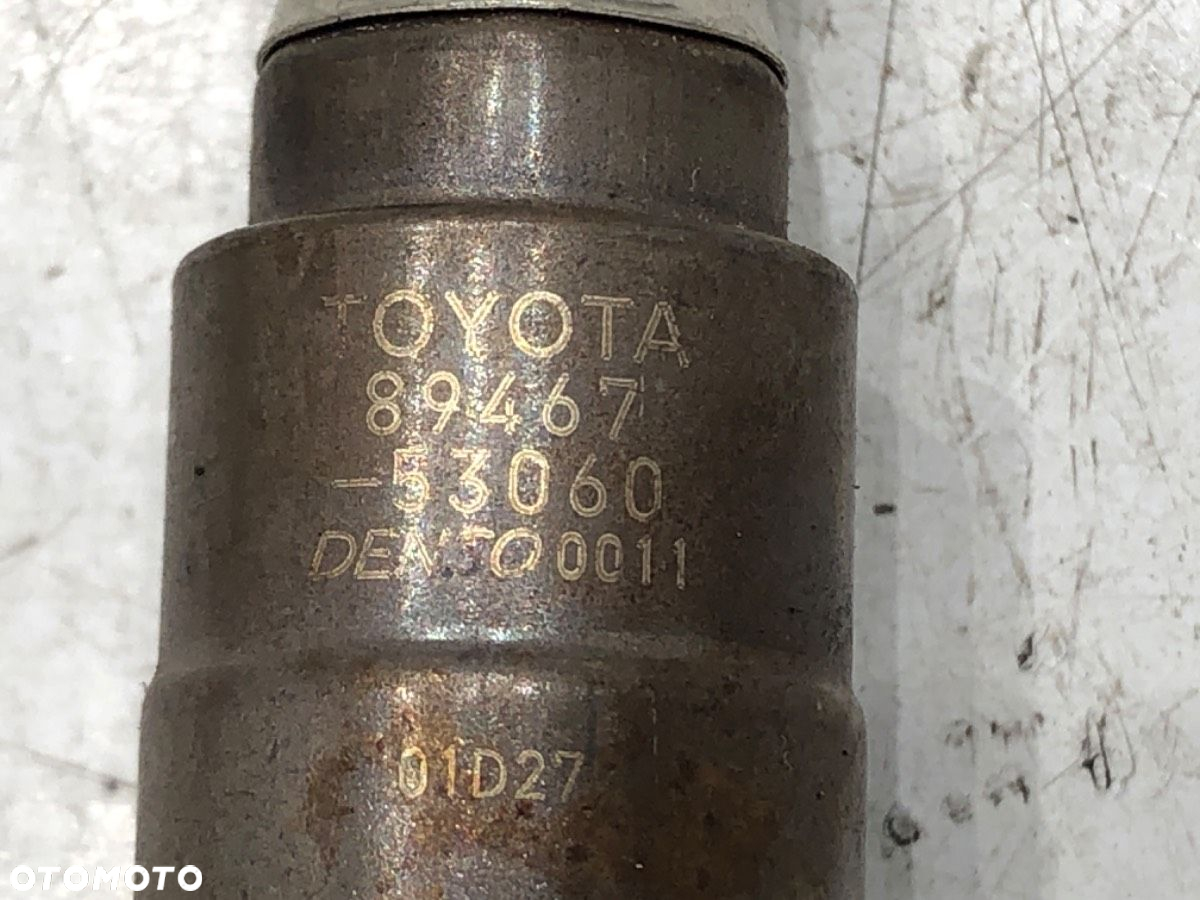 TOYOTA
89467
-53060
DENSO 0011
01D27
OTOMOTO